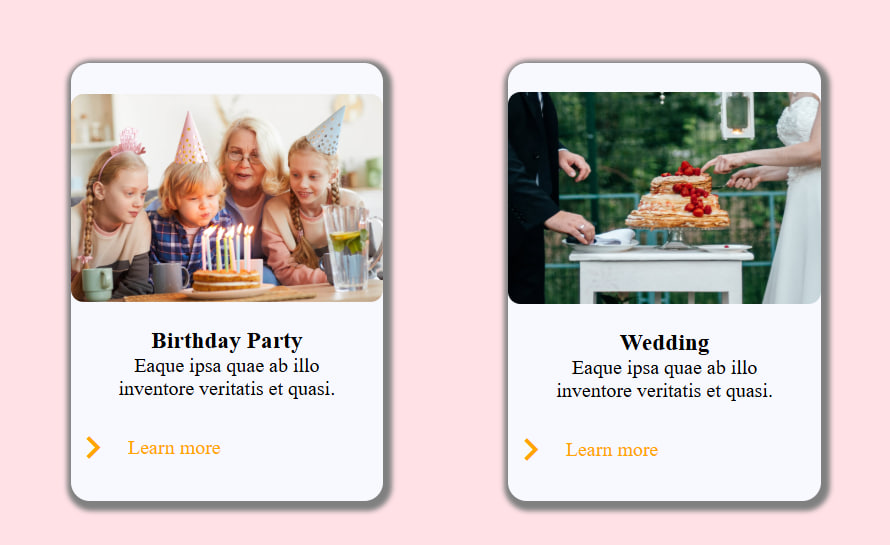 Birthday Party
Eaque ipsa quae ab illo
inventore veritatis et quasi.
Learn more
Wedding
Eaque ipsa quae ab illo
inventore veritatis et quasi.
Learn more